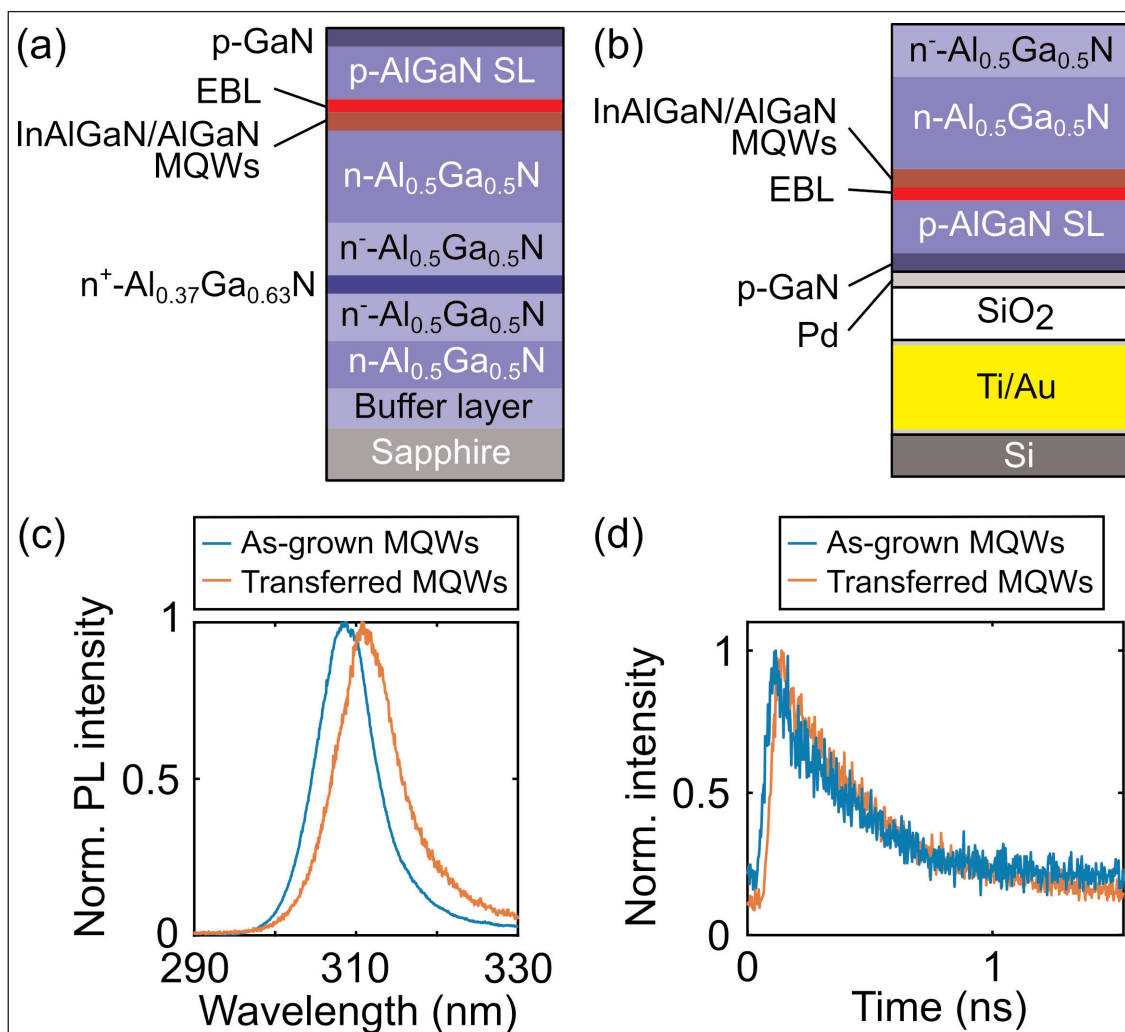 (a)
p-GaN
p-AlGaN SL
EBL
InAlGaN/AlGaN
MQWs
n-Al0.5Ga0.5N
n⁻-Al0.5Ga0.5N
n⁺-Al0.37Ga0.63N
n⁻-Al0.5Ga0.5N
n-Al0.5Ga0.5N
Buffer layer
Sapphire
(b)
n⁻-Al0.5Ga0.5N
InAlGaN/AlGaN
MQWs
n-Al0.5Ga0.5N
EBL
p-AlGaN SL
p-GaN
Pd
SiO2
Ti/Au
Si
(c)
As-grown MQWs
Transferred MQWs
Norm. PL intensity
1
0.5
0
290
310
330
Wavelength (nm)
(d)
As-grown MQWs
Transferred MQWs
Norm. intensity
1
0.5
0
0
1
Time (ns)